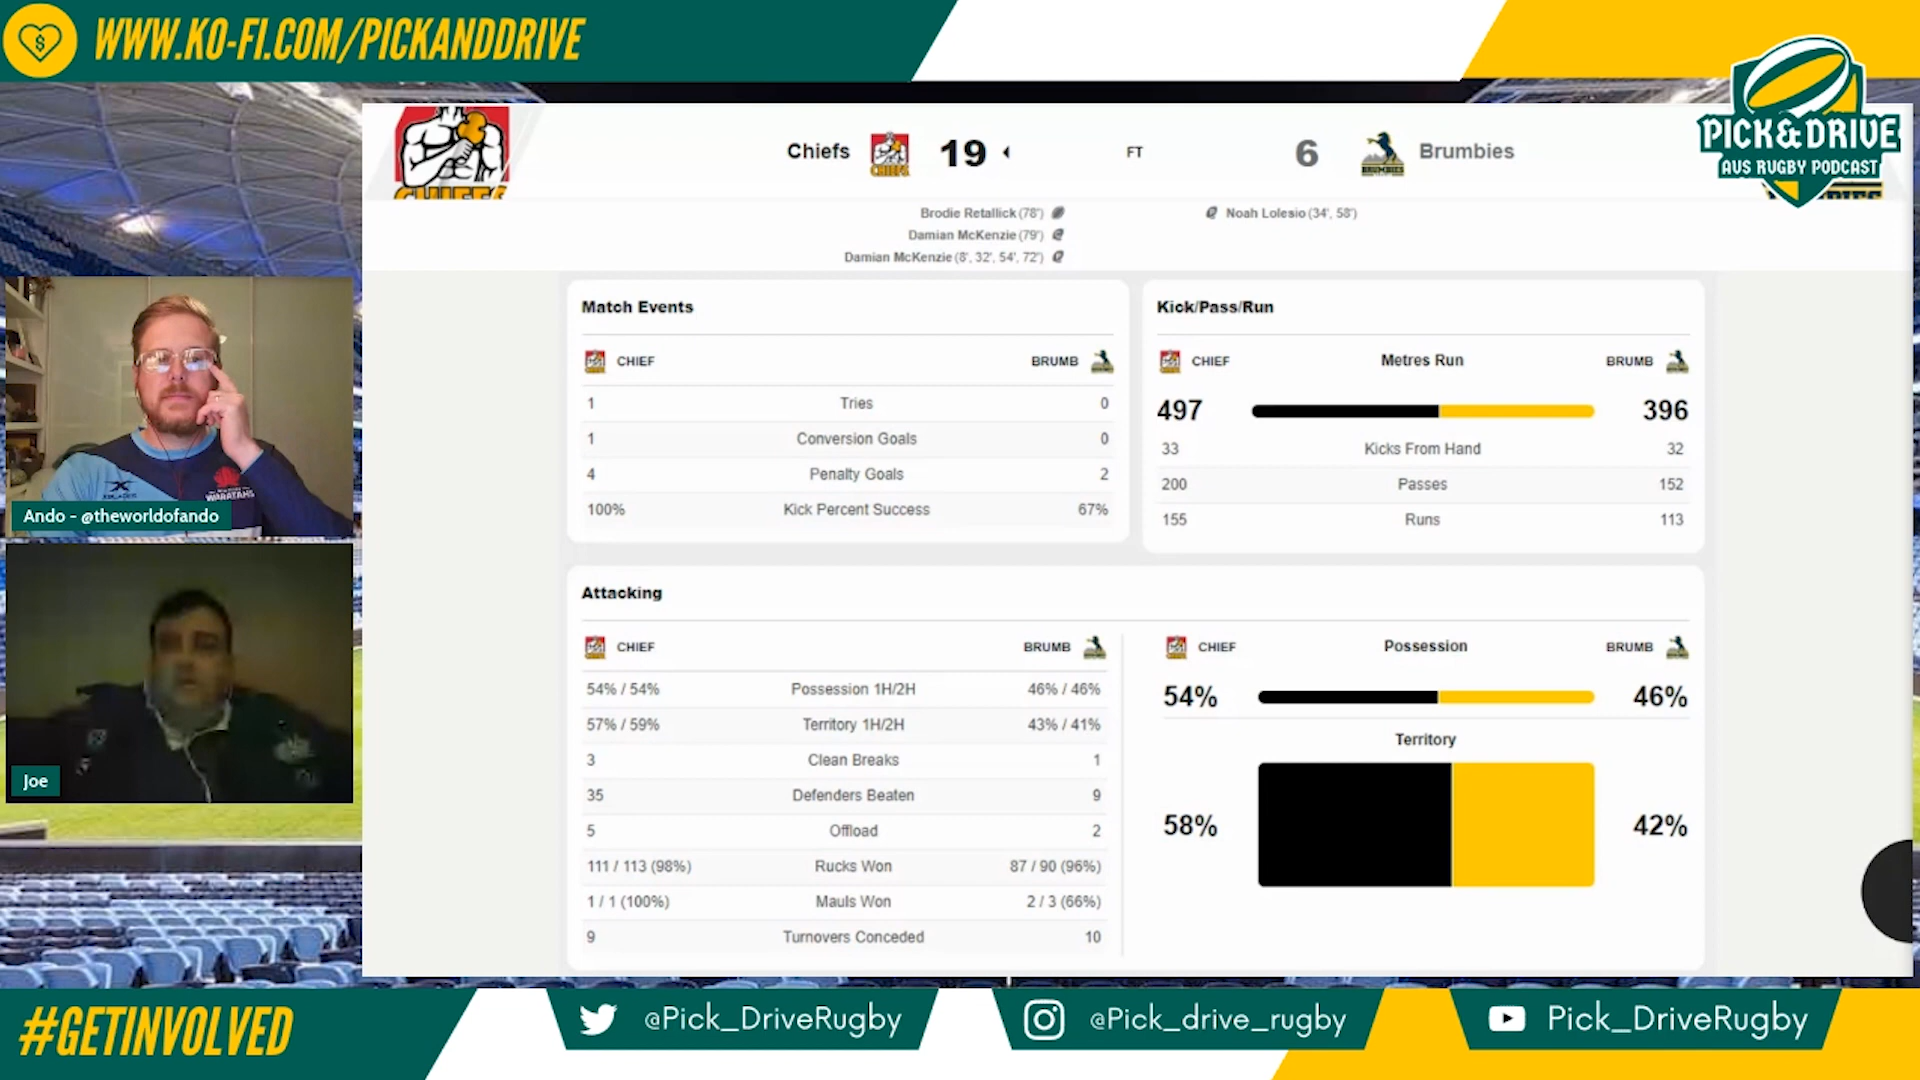 WWW.KO-FI.COM/PICKANDDRIVE
PICK&DRIVE
AUS RUGBY PODCAST
CHIEFS
Chiefs
CHIEFS
19
FT
6
BRUMBIES
Brumbies
Brodie Retallick (78')
Damian McKenzie (79')
Damian McKenzie (8', 32', 54', 72')
Noah Lolesio (34', 58')
Match Events
CHIEF
BRUMB
1 Tries 0
1 Conversion Goals 0
4 Penalty Goals 2
100% Kick Percent Success 67%
Kick/Pass/Run
CHIEF Metres Run BRUMB
497 396
33 Kicks From Hand 32
200 Passes 152
155 Runs 113
Attacking
CHIEF
BRUMB
54% / 54% Possession 1H/2H 46% / 46%
57% / 59% Territory 1H/2H 43% / 41%
3 Clean Breaks 1
35 Defenders Beaten 9
5 Offload 2
111 / 113 (98%) Rucks Won 87 / 90 (96%)
1 / 1 (100%) Mauls Won 2 / 3 (66%)
9 Turnovers Conceded 10
CHIEF Possession BRUMB
54% 46%
Territory
58% 42%
WARATAHS
Ando - @theworldofando
Joe
#GETINVOLVED
@Pick_DriveRugby
@Pick_drive_rugby
Pick_DriveRugby